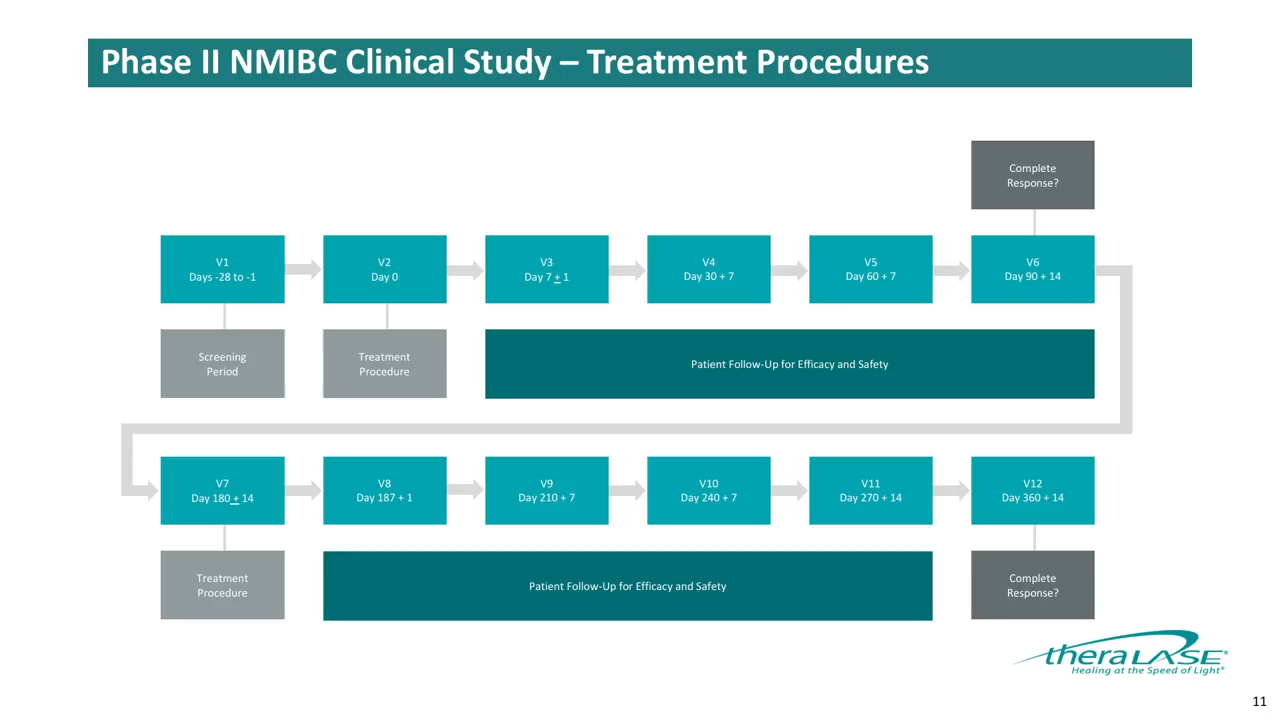 Phase II NMIBC Clinical Study – Treatment Procedures
Complete
Response?
V1
Days -28 to -1
V2
Day 0
V3
Day 7 + 1
V4
Day 30 + 7
V5
Day 60 + 7
V6
Day 90 + 14
Screening
Period
Treatment
Procedure
Patient Follow-Up for Efficacy and Safety
V7
Day 180 + 14
V8
Day 187 + 1
V9
Day 210 + 7
V10
Day 240 + 7
V11
Day 270 + 14
V12
Day 360 + 14
Treatment
Procedure
Patient Follow-Up for Efficacy and Safety
Complete
Response?
theraLASE®
Healing at the Speed of Light®
11